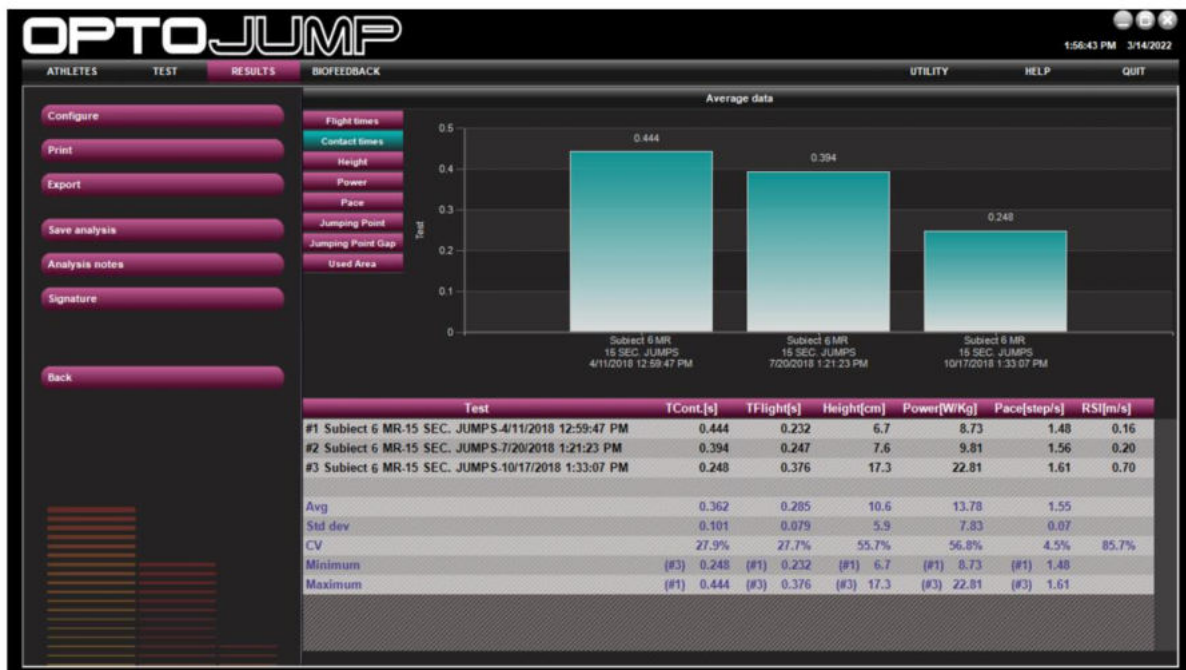 OPTOJUMP
1:56:43 PM 3/14/2022
ATHLETES TEST RESULTS BIOFEEDBACK UTILITY HELP QUIT
Configure
Print
Export
Save analysis
Analysis notes
Signature
Back
Average data
Flight times
Contact times
Height
Power
Pace
Jumping Point
Jumping Point Gap
Used Area
Test
0.5
0.4
0.3
0.2
0.1
0
0.444
0.394
0.248
Subiect 6 MR
15 SEC. JUMPS
4/11/2018 12:59:47 PM
Subiect 6 MR
15 SEC. JUMPS
7/20/2018 1:21:23 PM
Subiect 6 MR
15 SEC. JUMPS
10/17/2018 1:33:07 PM
Test TCont.[s] TFlight[s] Height[cm] Power[W/Kg] Pace[step/s] RSI[m/s]
#1 Subiect 6 MR-15 SEC. JUMPS-4/11/2018 12:59:47 PM 0.444 0.232 6.7 8.73 1.48 0.16
#2 Subiect 6 MR-15 SEC. JUMPS-7/20/2018 1:21:23 PM 0.394 0.247 7.6 9.81 1.56 0.20
#3 Subiect 6 MR-15 SEC. JUMPS-10/17/2018 1:33:07 PM 0.248 0.376 17.3 22.81 1.61 0.70
Avg 0.362 0.285 10.6 13.78 1.55
Std dev 0.101 0.079 5.9 7.83 0.07
CV 27.9% 27.7% 55.7% 56.8% 4.5% 85.7%
Minimum (#3) 0.248 (#1) 0.232 (#1) 6.7 (#1) 8.73 (#1) 1.48
Maximum (#1) 0.444 (#3) 0.376 (#3) 17.3 (#3) 22.81 (#3) 1.61